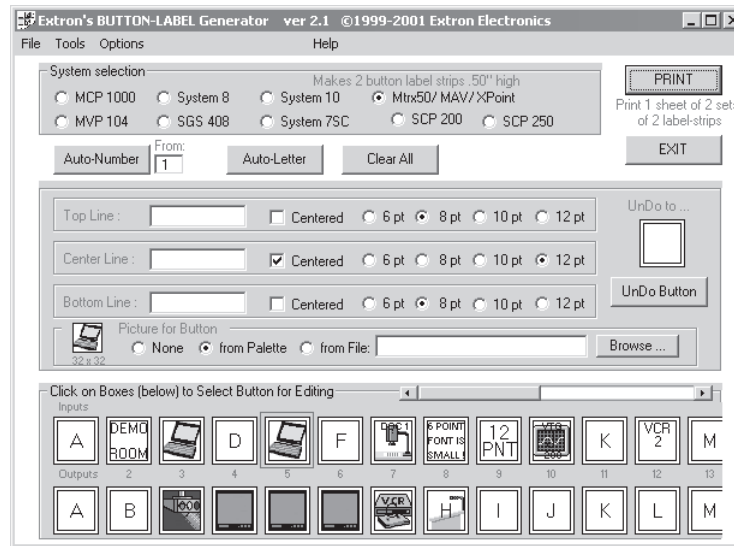 Extron's BUTTON-LABEL Generator ver 2.1 ©1999-2001 Extron Electronics
File Tools Options Help
System selection
Makes 2 button label strips .50" high
MCP 1000 System 8 System 10 Mtrx50/ MAV/ XPoint
MVP 104 SGS 408 System 7SC SCP 200 SCP 250
PRINT
Print 1 sheet of 2 sets
of 2 label-strips
EXIT
Auto-Number From: 1 Auto-Letter Clear All
Top Line : Centered 6 pt 8 pt 10 pt 12 pt
Center Line : Centered 6 pt 8 pt 10 pt 12 pt
Bottom Line : Centered 6 pt 8 pt 10 pt 12 pt
UnDo to ...
UnDo Button
Picture for Button
32 x 32
None from Palette from File: Browse ...
Click on Boxes (below) to Select Button for Editing
Inputs
A DEMO ROOM D F DOC 1 6 POINT FONT IS SMALL ! 12 PNT VTG 200 K VCR 2 M
Outputs 2 3 4 5 6 7 8 9 10 11 12 13
A B VCR H I J K L M